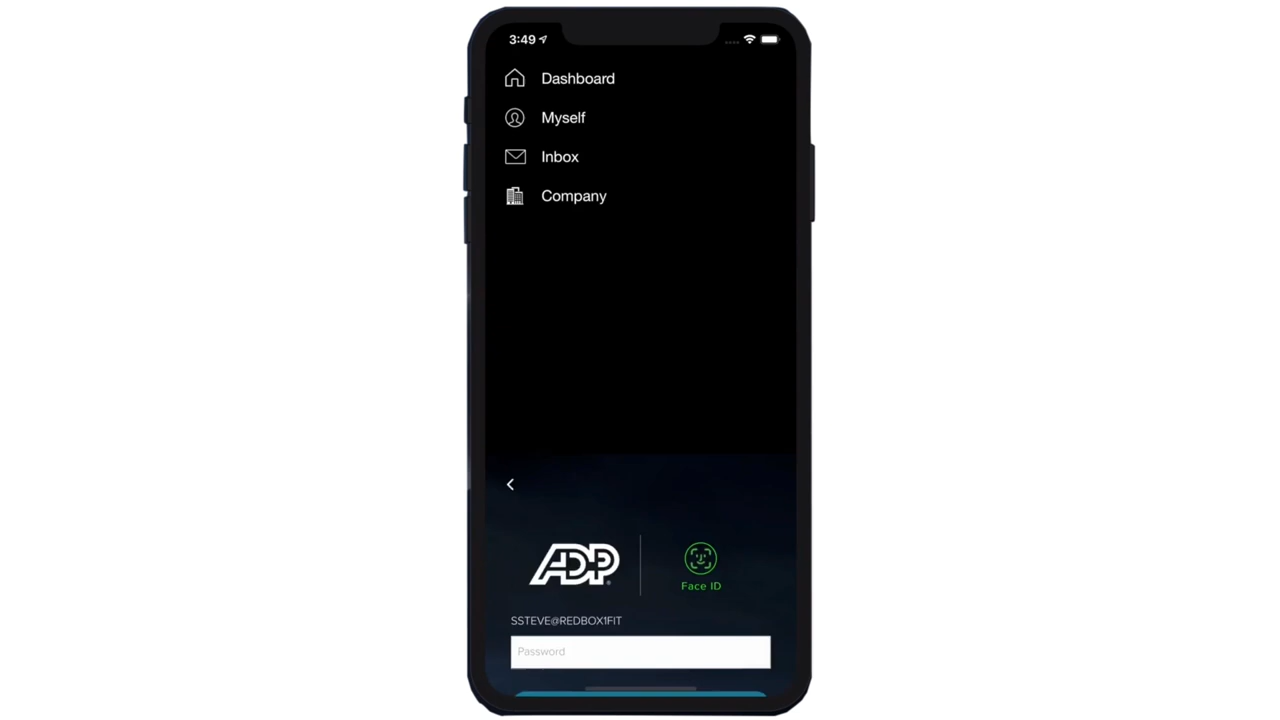 3:49
Dashboard
Myself
Inbox
Company
ADP
Face ID
SSTEVE@REDBOX1FIT
Password